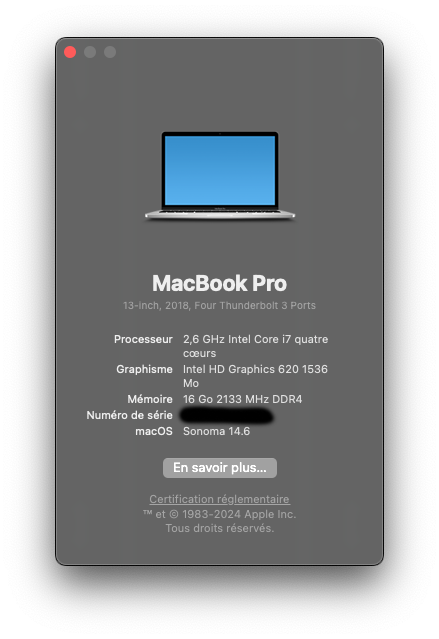 MacBook Pro
13-inch, 2018, Four Thunderbolt 3 Ports
Processeur 2,6 GHz Intel Core i7 quatre
cœurs
Graphisme Intel HD Graphics 620 1536
Mo
Mémoire 16 Go 2133 MHz DDR4
Numéro de série
macOS Sonoma 14.6
En savoir plus...
Certification réglementaire
™ et © 1983-2024 Apple Inc.
Tous droits réservés.